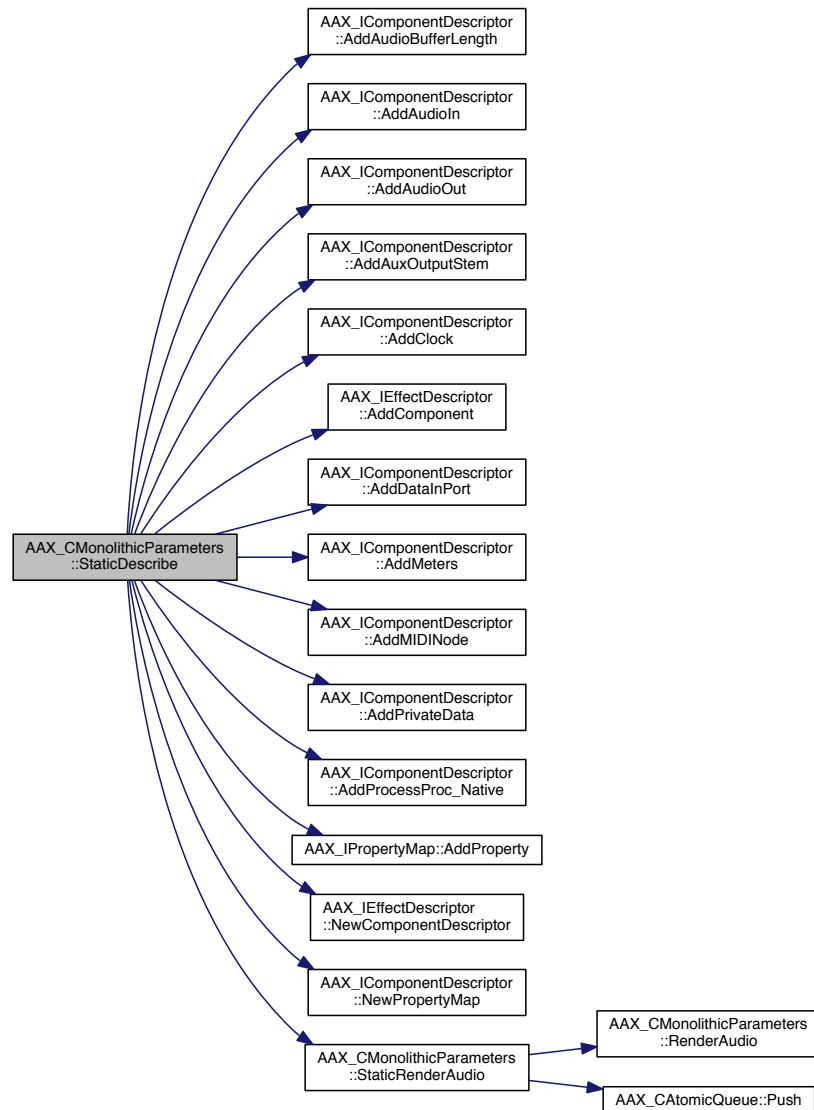 AAX_IComponentDescriptor
::AddAudioBufferLength
AAX_IComponentDescriptor
::AddAudioIn
AAX_IComponentDescriptor
::AddAudioOut
AAX_IComponentDescriptor
::AddAuxOutputStem
AAX_IComponentDescriptor
::AddClock
AAX_IEffectDescriptor
::AddComponent
AAX_IComponentDescriptor
::AddDataInPort
AAX_CMonolithicParameters
::StaticDescribe
AAX_IComponentDescriptor
::AddMeters
AAX_IComponentDescriptor
::AddMIDINode
AAX_IComponentDescriptor
::AddPrivateData
AAX_IComponentDescriptor
::AddProcessProc_Native
AAX_IPropertyMap::AddProperty
AAX_IEffectDescriptor
::NewComponentDescriptor
AAX_IComponentDescriptor
::NewPropertyMap
AAX_CMonolithicParameters
::StaticRenderAudio
AAX_CMonolithicParameters
::RenderAudio
AAX_CAtomicQueue::Push